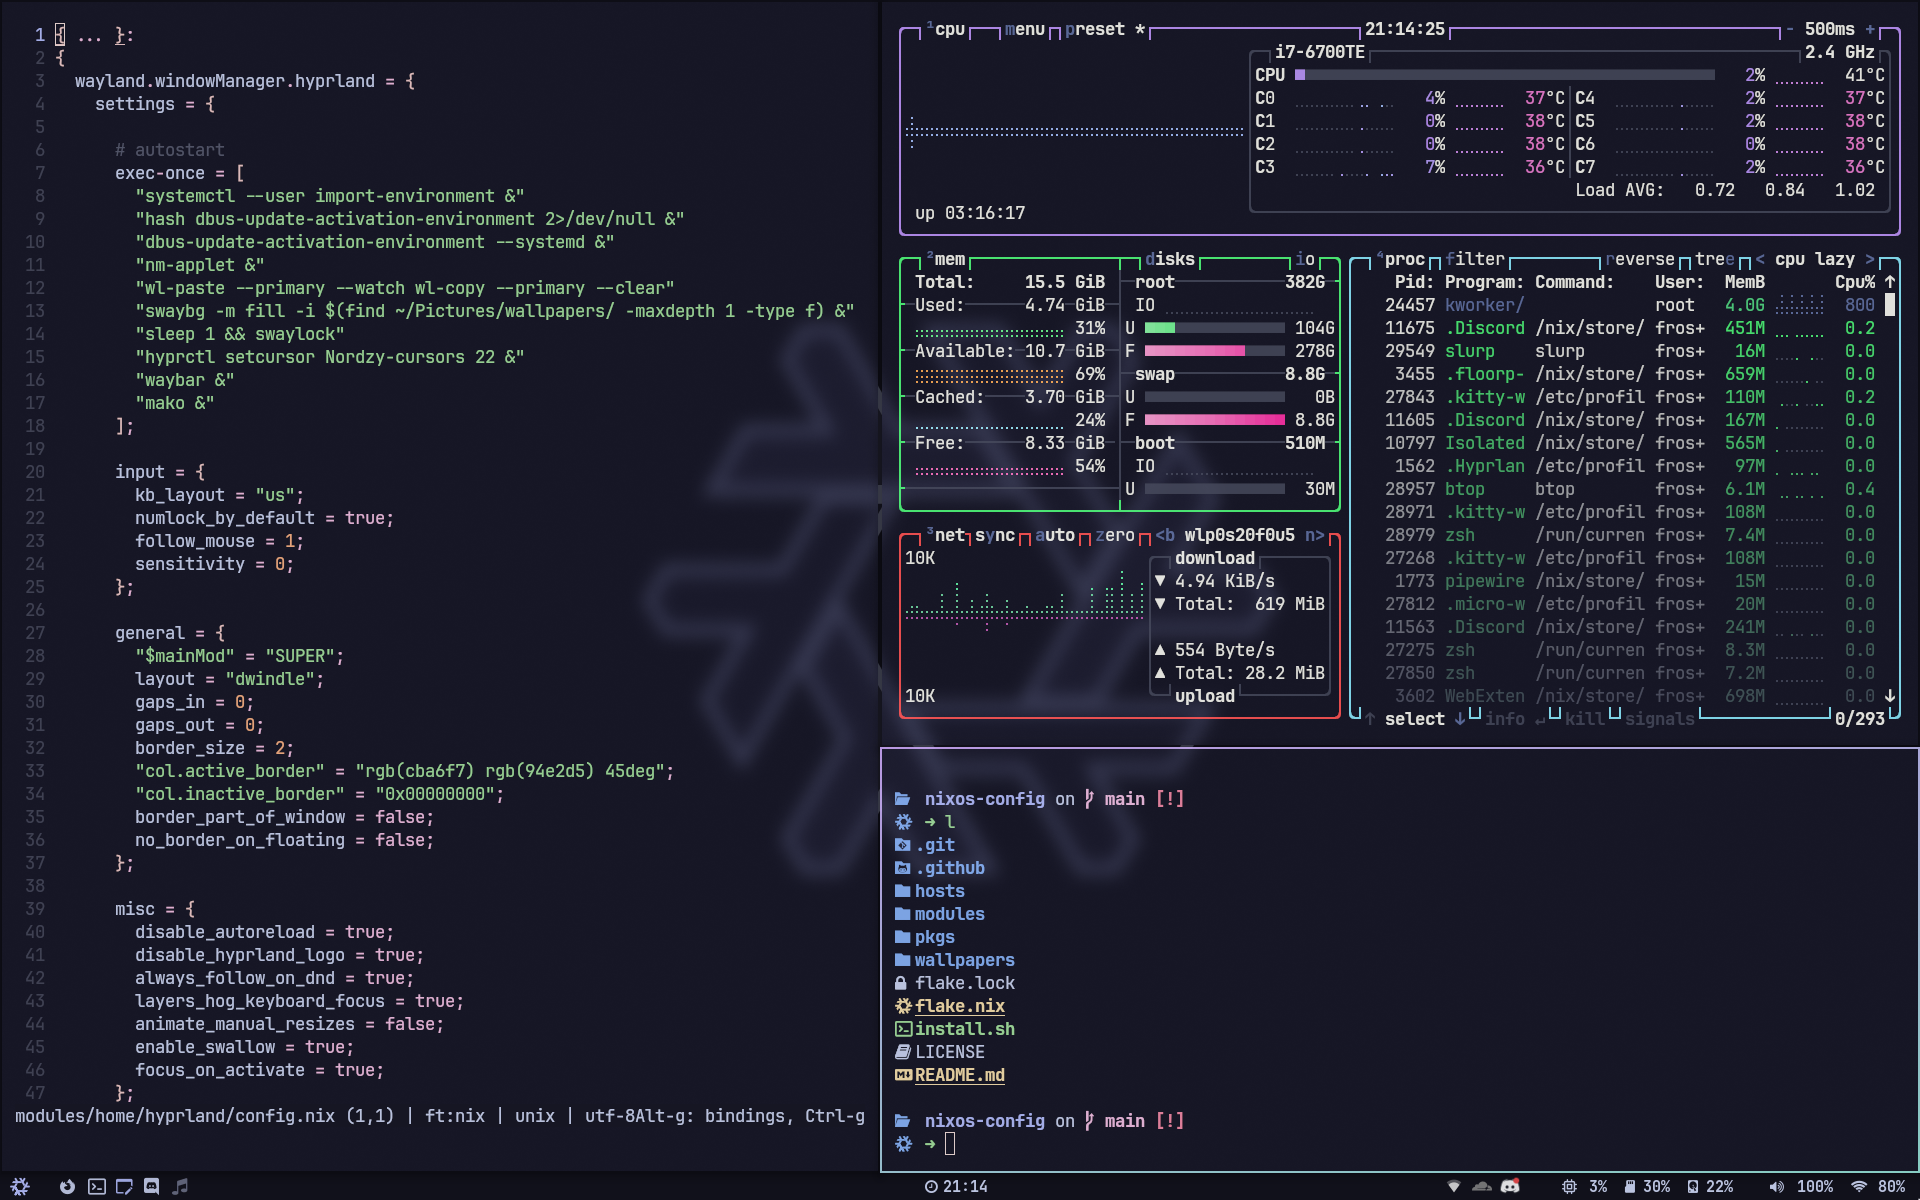 1 { ... }:
2 {
3 wayland.windowManager.hyprland = {
4 settings = {
5
6 # autostart
7 exec-once = [
8 "systemctl --user import-environment &"
9 "hash dbus-update-activation-environment 2>/dev/null &"
10 "dbus-update-activation-environment --systemd &"
11 "nm-applet &"
12 "wl-paste --primary --watch wl-copy --primary --clear"
13 "swaybg -m fill -i $(find ~/Pictures/wallpapers/ -maxdepth 1 -type f) &"
14 "sleep 1 && swaylock"
15 "hyprctl setcursor Nordzy-cursors 22 &"
16 "waybar &"
17 "mako &"
18 ];
19
20 input = {
21 kb_layout = "us";
22 numlock_by_default = true;
23 follow_mouse = 1;
24 sensitivity = 0;
25 };
26
27 general = {
28 "$mainMod" = "SUPER";
29 layout = "dwindle";
30 gaps_in = 0;
31 gaps_out = 0;
32 border_size = 2;
33 "col.active_border" = "rgb(cba6f7) rgb(94e2d5) 45deg";
34 "col.inactive_border" = "0x00000000";
35 border_part_of_window = false;
36 no_border_on_floating = false;
37 };
38
39 misc = {
40 disable_autoreload = true;
41 disable_hyprland_logo = true;
42 always_follow_on_dnd = true;
43 layers_hog_keyboard_focus = true;
44 animate_manual_resizes = false;
45 enable_swallow = true;
46 focus_on_activate = true;
47 };
modules/home/hyprland/config.nix (1,1) | ft:nix | unix | utf-8Alt-g: bindings, Ctrl-g
¹cpu menu preset * 21:14:25 - 500ms +
i7-6700TE 2.4 GHz
CPU 2% 41°C
C0 4% 37°C C4 2% 37°C
C1 0% 38°C C5 2% 38°C
C2 0% 38°C C6 0% 38°C
C3 7% 36°C C7 2% 36°C
Load AVG: 0.72 0.84 1.02
up 03:16:17
²mem
Total: 15.5 GiB
Used: 4.74 GiB
31%
Available: 10.7 GiB
69%
Cached: 3.70 GiB
24%
Free: 8.33 GiB
54%
disks io
root 382G
IO
U 104G
F 278G
swap 8.8G
U 0B
F 8.8G
boot 510M
IO
U 30M
³net sync auto zero <b wlp0s20f0u5 n>
10K
download
▼ 4.94 KiB/s
▼ Total: 619 MiB
▲ 554 Byte/s
▲ Total: 28.2 MiB
10K
upload
⁴proc filter reverse tree < cpu lazy >
Pid: Program: Command: User: MemB Cpu% ↑
24457 kworker/ root 4.0G 800
11675 .Discord /nix/store/ fros+ 451M 0.2
29549 slurp slurp fros+ 16M 0.0
3455 .floorp- /nix/store/ fros+ 659M 0.0
27843 .kitty-w /etc/profil fros+ 110M 0.2
11605 .Discord /nix/store/ fros+ 167M 0.0
10797 Isolated /nix/store/ fros+ 565M 0.0
1562 .Hyprlan /etc/profil fros+ 97M 0.0
28957 btop btop fros+ 6.1M 0.4
28971 .kitty-w /etc/profil fros+ 108M 0.0
28979 zsh /run/curren fros+ 7.4M 0.0
27268 .kitty-w /etc/profil fros+ 108M 0.0
1773 pipewire /nix/store/ fros+ 15M 0.0
27812 .micro-w /etc/profil fros+ 20M 0.0
11563 .Discord /nix/store/ fros+ 241M 0.0
27275 zsh /run/curren fros+ 8.3M 0.0
27850 zsh /run/curren fros+ 7.2M 0.0
3602 WebExten /nix/store/ fros+ 698M 0.0 ↓
↑ select ↓ info ↵ kill signals 0/293
nixos-config on main [!]
→ l
.git
.github
hosts
modules
pkgs
wallpapers
flake.lock
flake.nix
install.sh
LICENSE
README.md
nixos-config on main [!]
→
21:14 3% 30% 22% 100% 80%